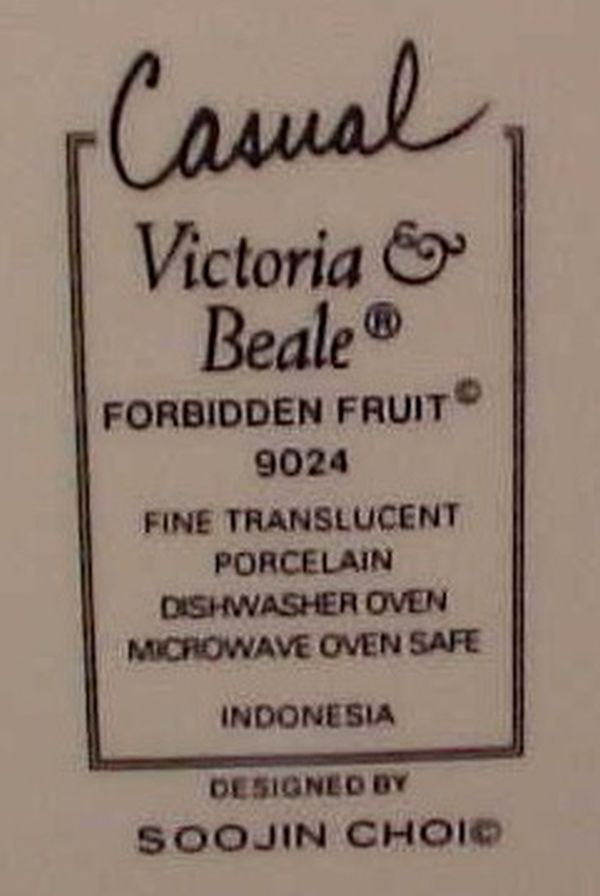 Casual
Victoria &
Beale®
FORBIDDEN FRUIT©
9024
FINE TRANSLUCENT
PORCELAIN
DISHWASHER OVEN
MICROWAVE OVEN SAFE
INDONESIA
DESIGNED BY
SOOJIN CHOI©